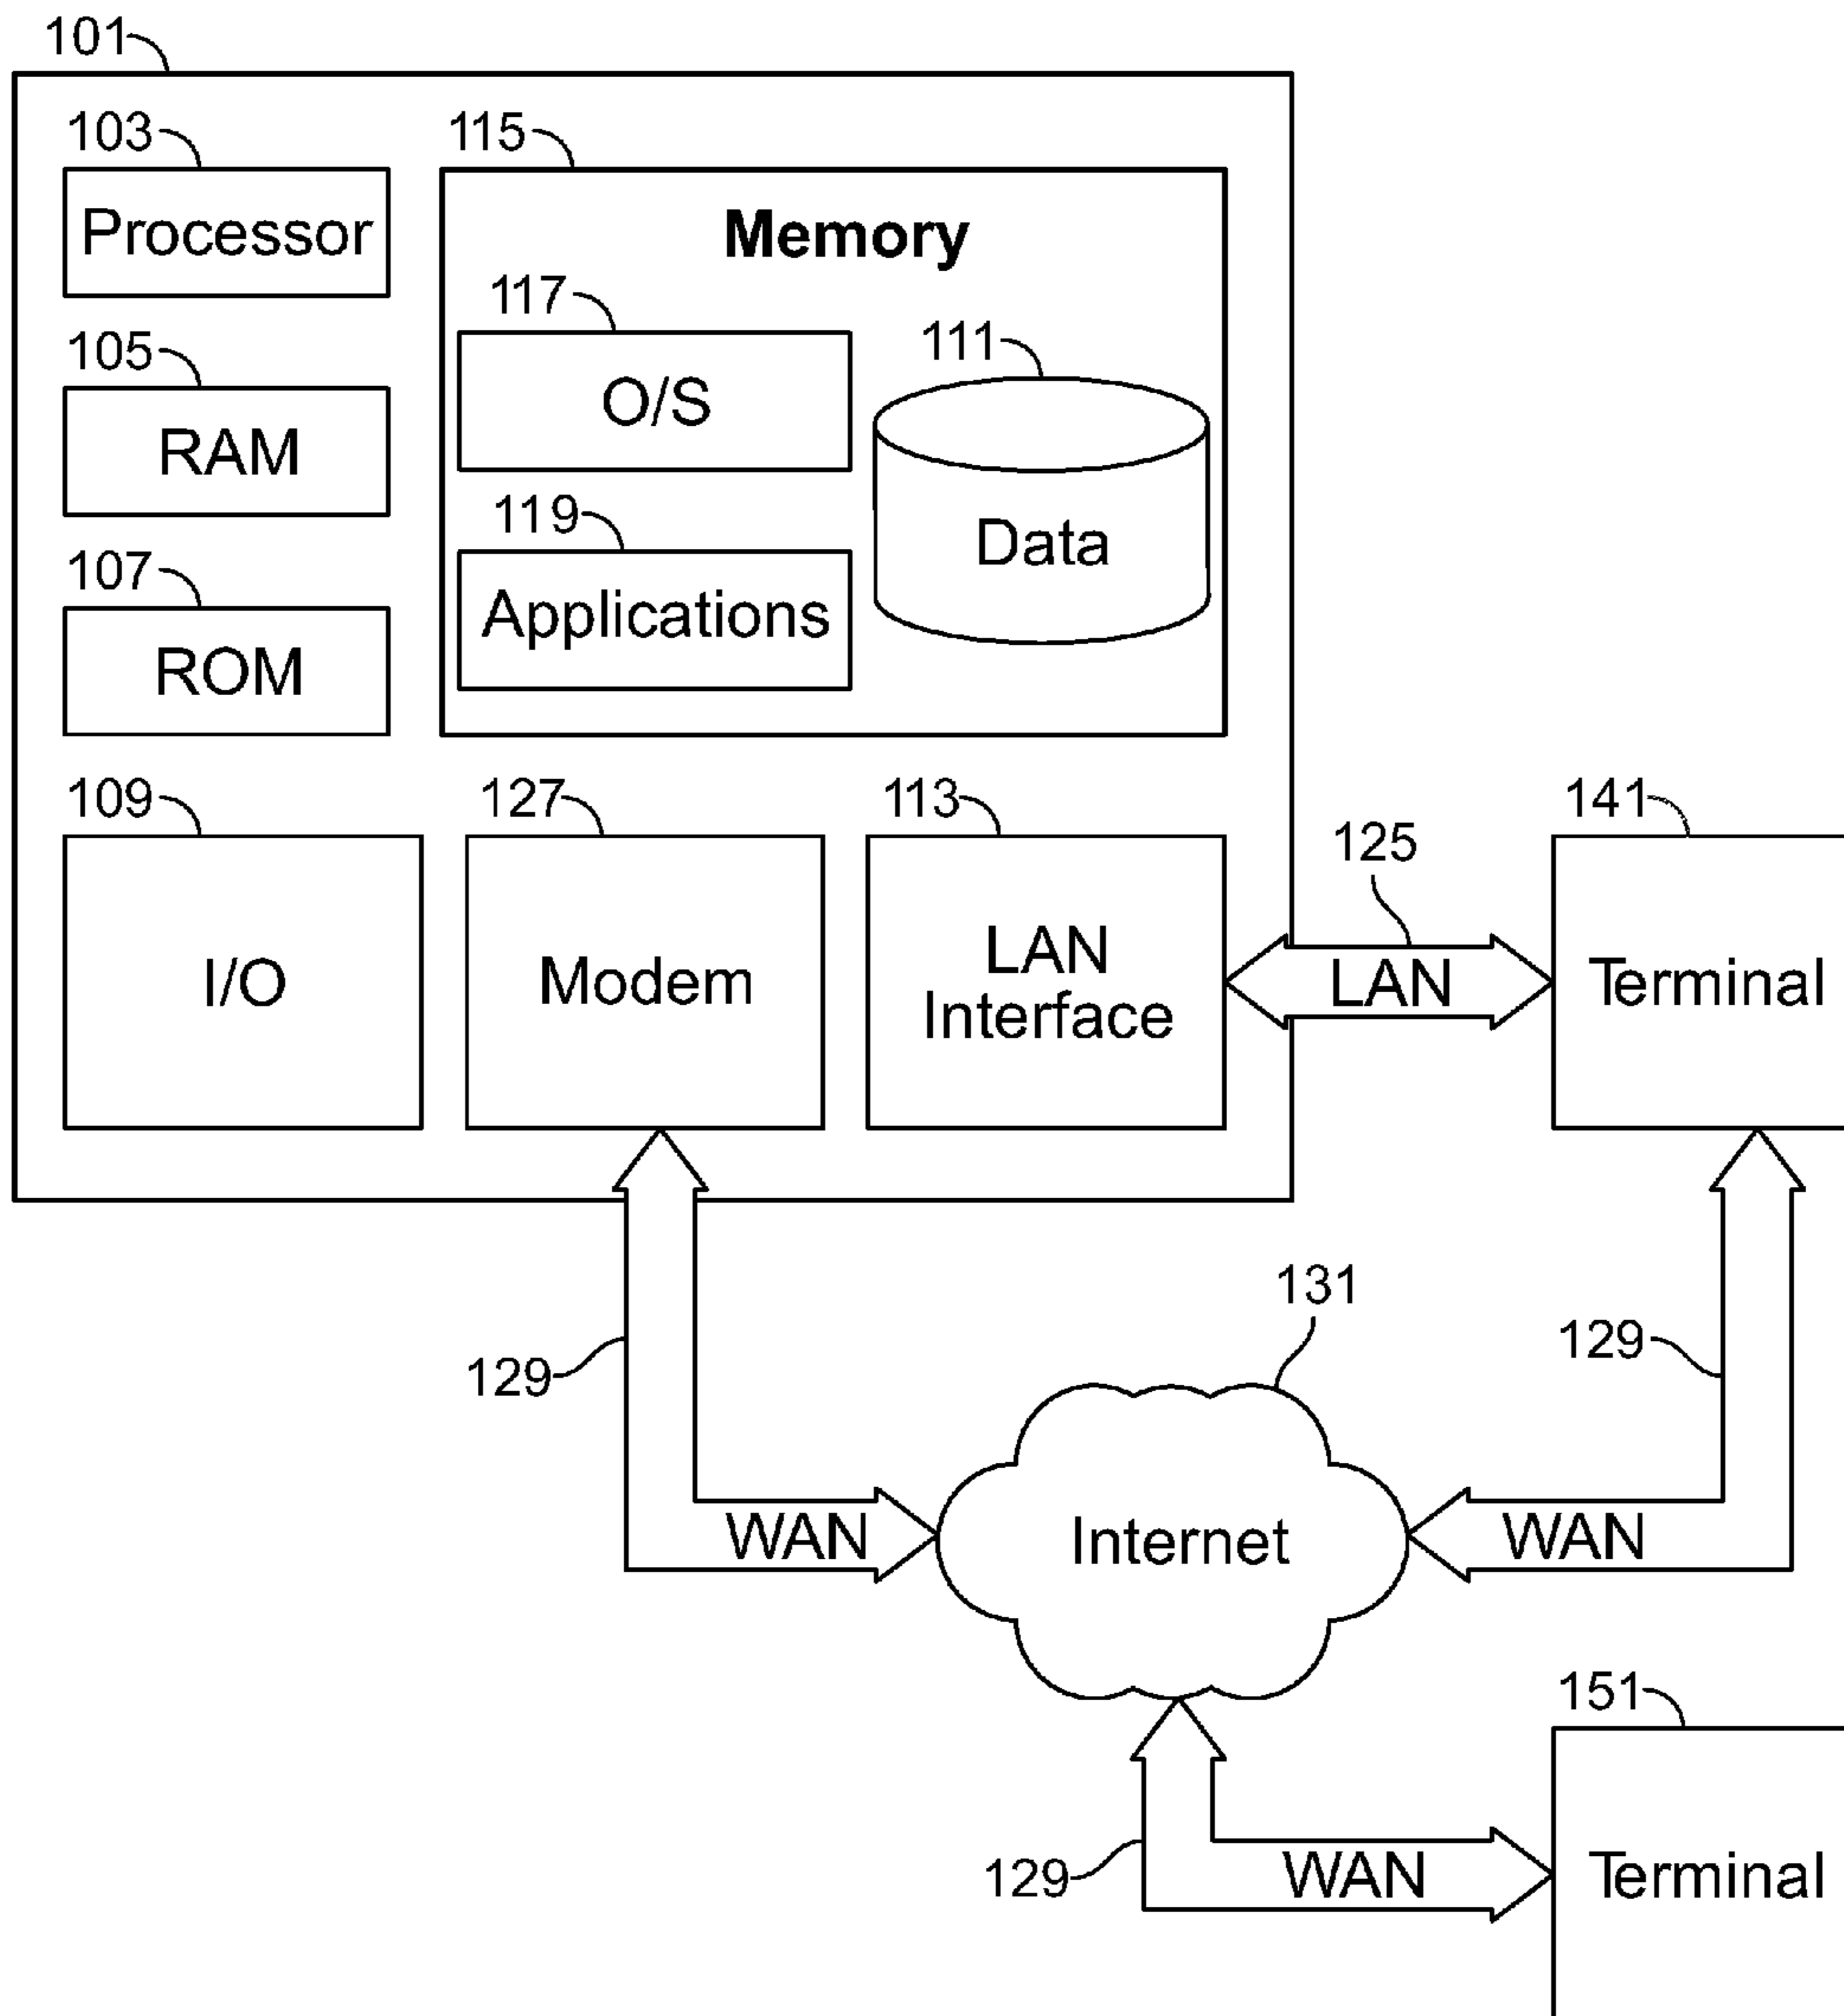 101
103
115
Processor
Memory
117
111
105
O/S
RAM
119
Data
107
Applications
ROM
109
127
113
141
125
I/O
Modem
LAN
Interface
LAN
Terminal
131
129
129
WAN
Internet
WAN
151
129
WAN
Terminal